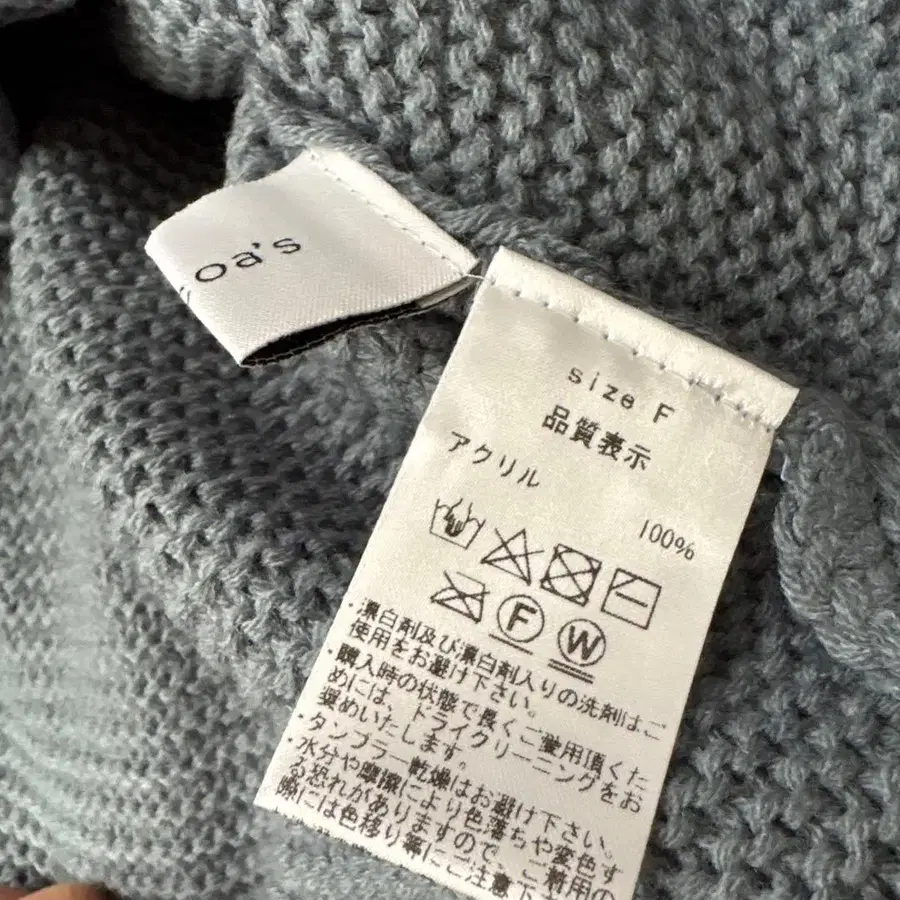 oa's
size F
品質表示
アクリル 100%
F W
・漂白剤及び漂白剤入りの洗剤はご
使用をお避け下さい。
・購入時の状態で長くご愛用頂くた
めには、ドライクリーニングをお
奨めいたします。
・タンブラー乾燥はお避け下さい。
水分や摩擦により色落ちや変色す
る恐れがありますので、ご着用の
際には色移り等にご注意下